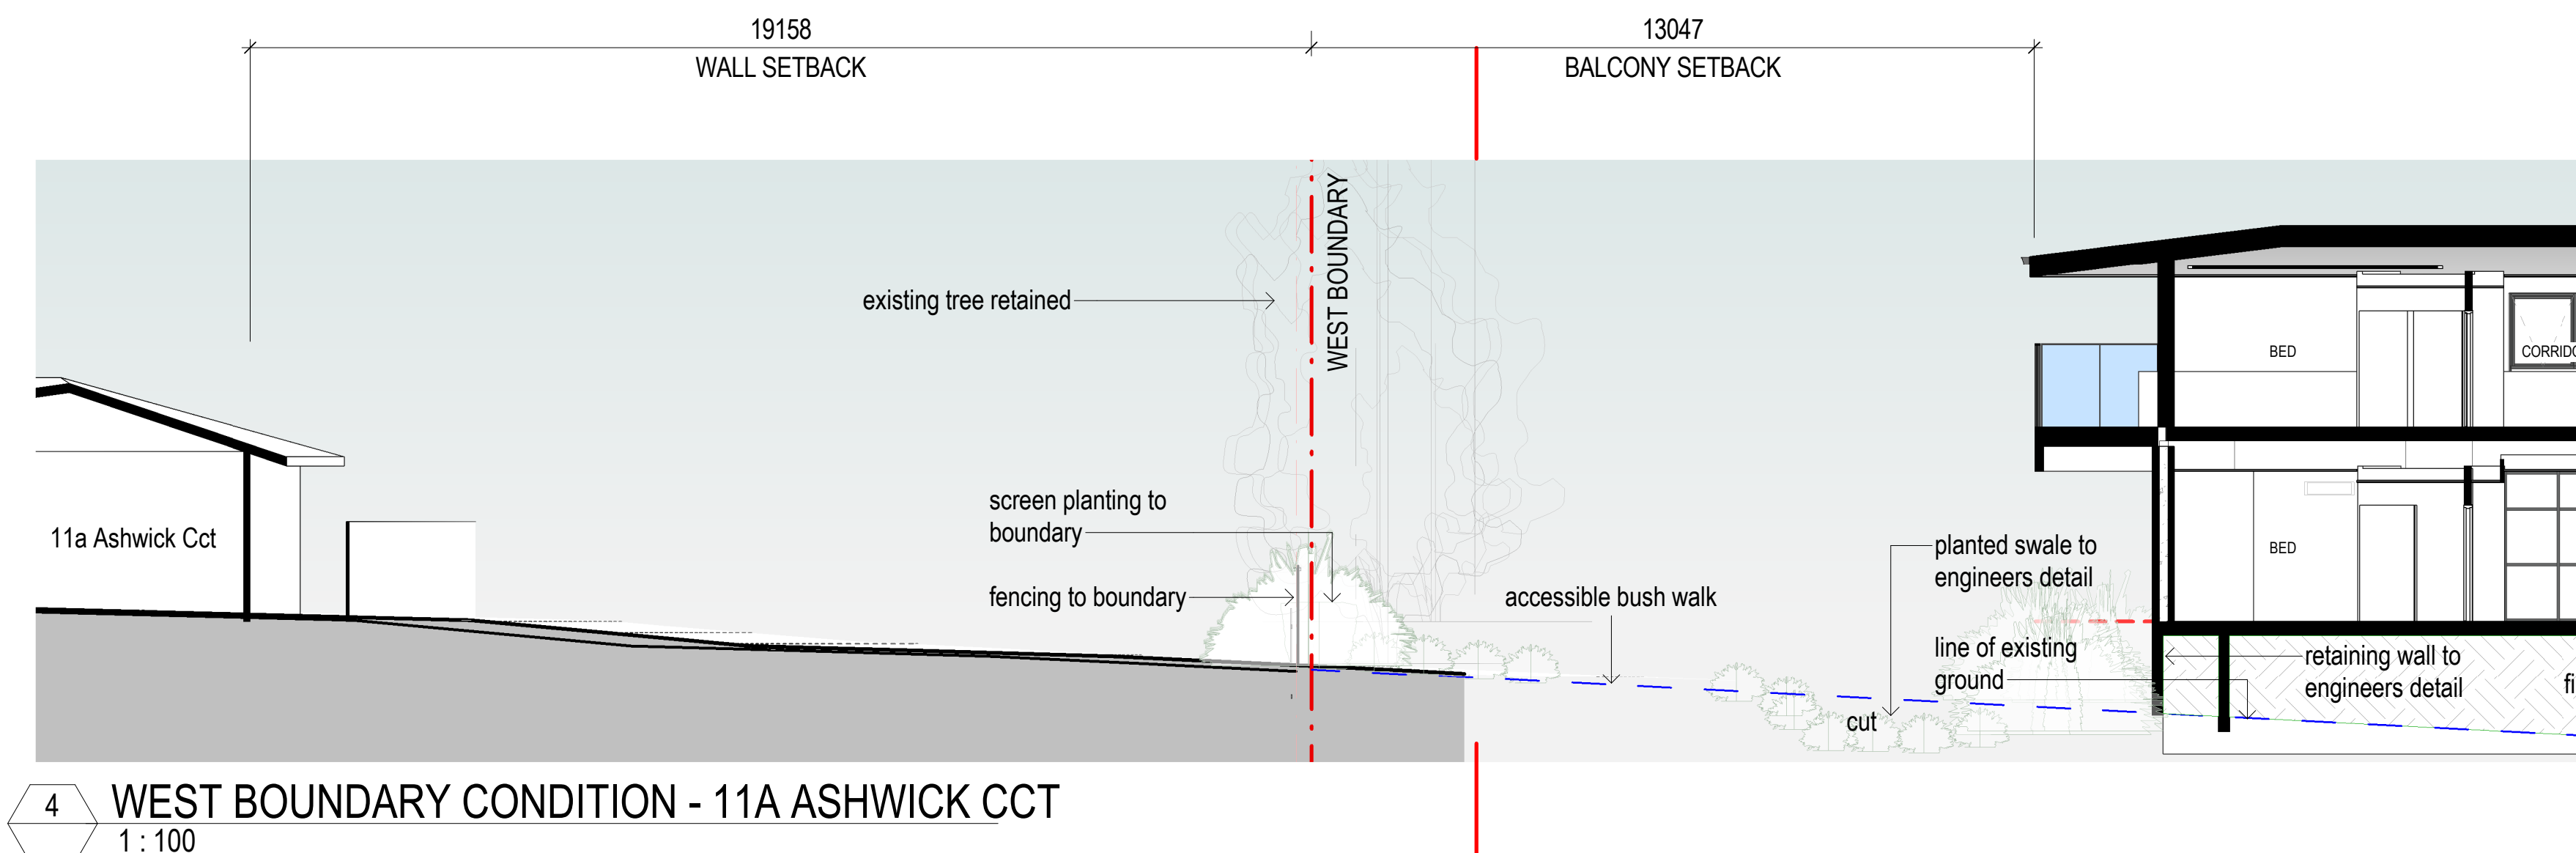 19158
WALL SETBACK
13047
BALCONY SETBACK
WEST BOUNDARY
existing tree retained
screen planting to
boundary
fencing to boundary
11a Ashwick Cct
accessible bush walk
planted swale to
engineers detail
line of existing
ground
cut
BED
CORRIDO
BED
retaining wall to
engineers detail
fi
4
WEST BOUNDARY CONDITION - 11A ASHWICK CCT
1 : 100